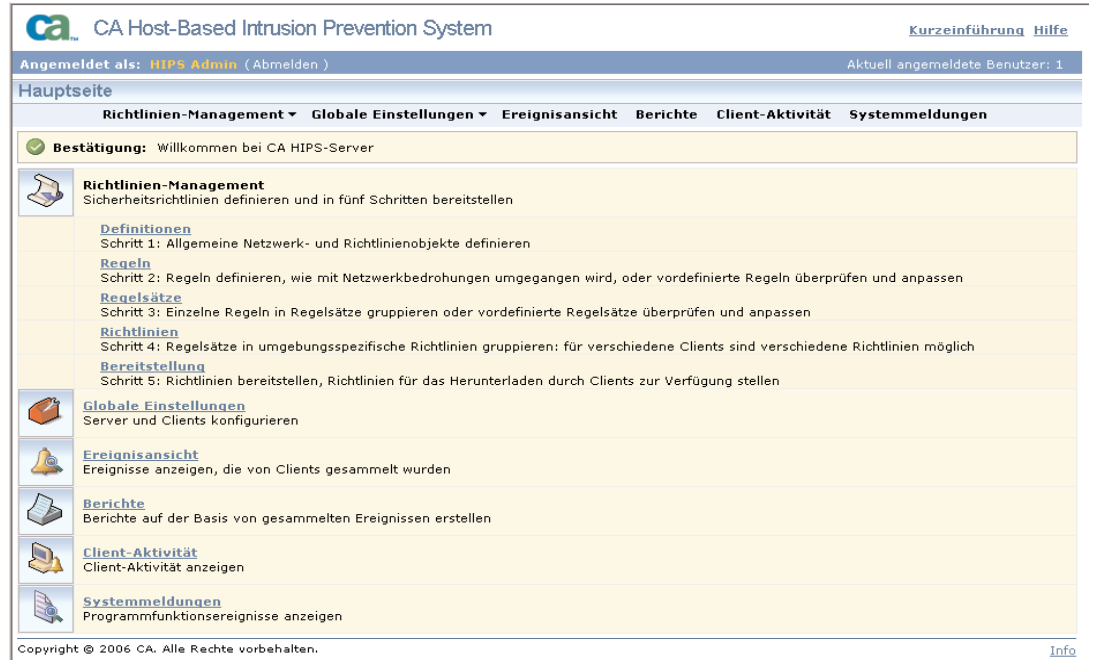 ca™ CA Host-Based Intrusion Prevention System
Kurzeinführung Hilfe
Angemeldet als: HIPS Admin ( Abmelden )
Aktuell angemeldete Benutzer: 1
Hauptseite
Richtlinien-Management Globale Einstellungen Ereignisansicht Berichte Client-Aktivität Systemmeldungen
Bestätigung: Willkommen bei CA HIPS-Server
Richtlinien-Management
Sicherheitsrichtlinien definieren und in fünf Schritten bereitstellen
Definitionen
Schritt 1: Allgemeine Netzwerk- und Richtlinienobjekte definieren
Regeln
Schritt 2: Regeln definieren, wie mit Netzwerkbedrohungen umgegangen wird, oder vordefinierte Regeln überprüfen und anpassen
Regelsätze
Schritt 3: Einzelne Regeln in Regelsätze gruppieren oder vordefinierte Regelsätze überprüfen und anpassen
Richtlinien
Schritt 4: Regelsätze in umgebungsspezifische Richtlinien gruppieren: für verschiedene Clients sind verschiedene Richtlinien möglich
Bereitstellung
Schritt 5: Richtlinien bereitstellen, Richtlinien für das Herunterladen durch Clients zur Verfügung stellen
Globale Einstellungen
Server und Clients konfigurieren
Ereignisansicht
Ereignisse anzeigen, die von Clients gesammelt wurden
Berichte
Berichte auf der Basis von gesammelten Ereignissen erstellen
Client-Aktivität
Client-Aktivität anzeigen
Systemmeldungen
Programmfunktionsereignisse anzeigen
Copyright © 2006 CA. Alle Rechte vorbehalten.
Info